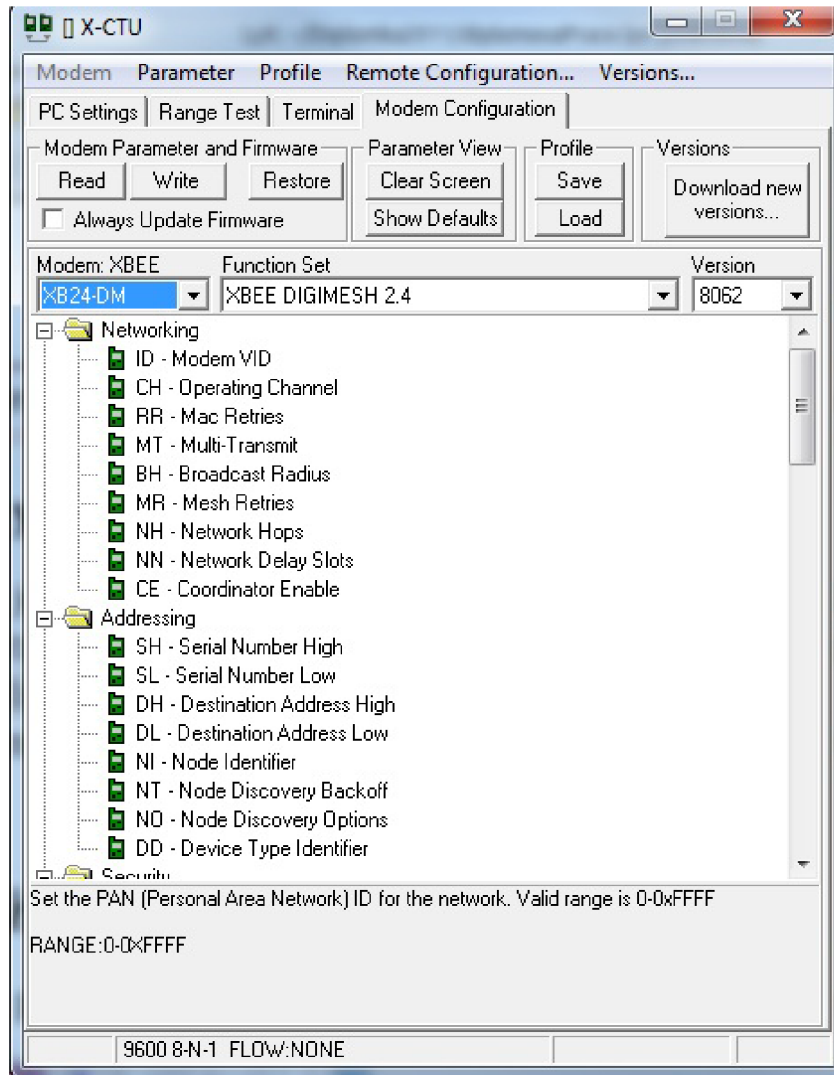 [] X-CTU
Modem Parameter Profile Remote Configuration... Versions...
PC Settings Range Test Terminal Modem Configuration
Modem Parameter and Firmware Parameter View Profile Versions
Read Write Restore Clear Screen Save Download new versions...
Always Update Firmware Show Defaults Load
Modem: XBEE Function Set Version
XB24-DM XBEE DIGIMESH 2.4 8062
Networking
ID - Modem VID
CH - Operating Channel
RR - Mac Retries
MT - Multi-Transmit
BH - Broadcast Radius
MR - Mesh Retries
NH - Network Hops
NN - Network Delay Slots
CE - Coordinator Enable
Addressing
SH - Serial Number High
SL - Serial Number Low
DH - Destination Address High
DL - Destination Address Low
NI - Node Identifier
NT - Node Discovery Backoff
NO - Node Discovery Options
DD - Device Type Identifier
Security
Set the PAN (Personal Area Network) ID for the network. Valid range is 0-0xFFFF
RANGE:0-0XFFFF
9600 8-N-1 FLOW:NONE